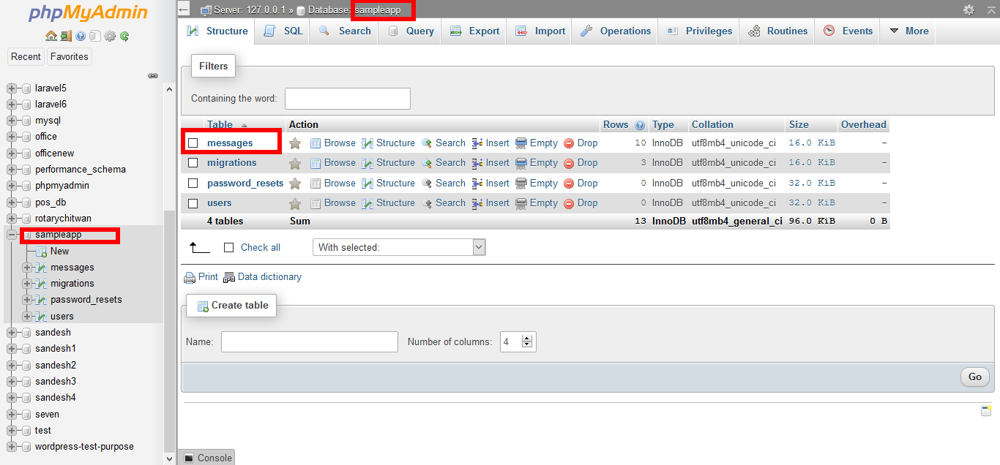 phpMyAdmin
Recent Favorites
laravel5
laravel6
mysql
office
officenew
performance_schema
phpmyadmin
pos_db
rotarychitwan
sampleapp
New
messages
migrations
password_resets
users
sandesh
sandesh1
sandesh2
sandesh3
sandesh4
seven
test
wordpress-test-purpose
Server: 127.0.0.1 » Database: sampleapp
Structure SQL Search Query Export Import Operations Privileges Routines Events More
Filters
Containing the word:
Table Action Rows Type Collation Size Overhead
messages Browse Structure Search Insert Empty Drop 10 InnoDB utf8mb4_unicode_ci 16.0 KiB –
migrations Browse Structure Search Insert Empty Drop 3 InnoDB utf8mb4_unicode_ci 16.0 KiB –
password_resets Browse Structure Search Insert Empty Drop 0 InnoDB utf8mb4_unicode_ci 32.0 KiB –
users Browse Structure Search Insert Empty Drop 0 InnoDB utf8mb4_unicode_ci 32.0 KiB –
4 tables Sum 13 InnoDB utf8mb4_general_ci 96.0 KiB 0 B
Check all With selected:
Print Data dictionary
Create table
Name: Number of columns: 4
Go
Console